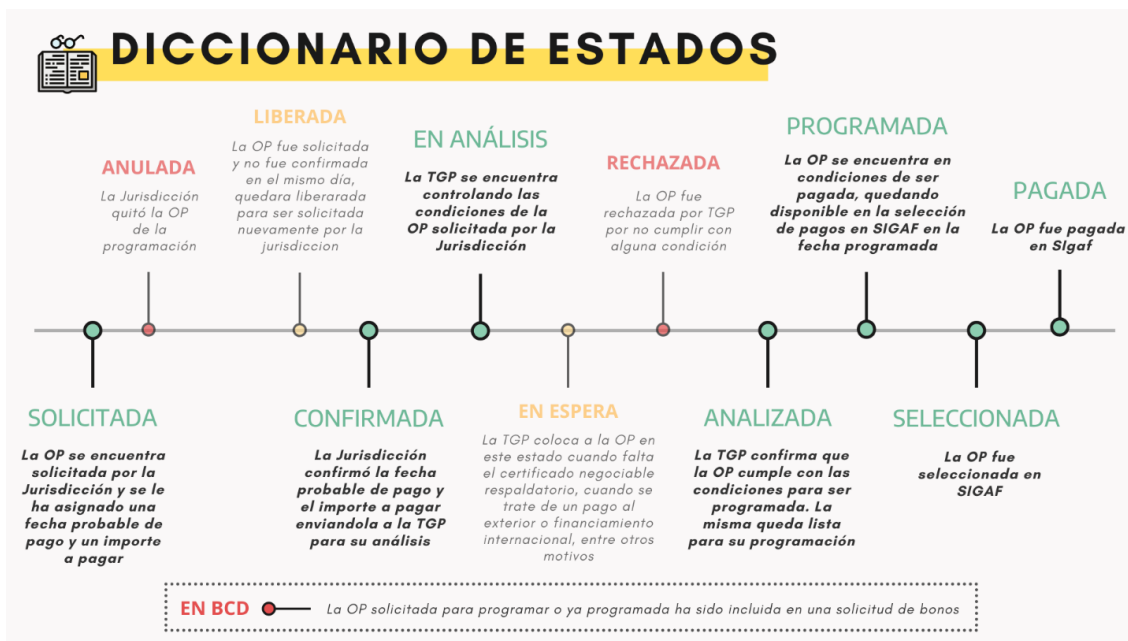 DICCIONARIO DE ESTADOS
ANULADA
La Jurisdicción
quitó la OP
de la
programación
LIBERADA
La OP fue solicitada
y no fue confirmada
en el mismo día,
quedara liberarada
para ser solicitada
nuevamente por la
jurisdiccion
EN ANÁLISIS
La TGP se encuentra
controlando las
condiciones de la
OP solicitada por la
Jurisdicción
RECHAZADA
La OP fue
rechazada por TGP
por no cumplir con
alguna condición
PROGRAMADA
La OP se encuentra en
condiciones de ser
pagada, quedando
disponible en la selección
de pagos en SIGAF en la
fecha programada
PAGADA
La OP fue pagada
en SIgaf
SOLICITADA
La OP se encuentra
solicitada por la
Jurisdicción y se le
ha asignado una
fecha probable de
pago y un importe
a pagar
CONFIRMADA
La Jurisdicción
confirmó la fecha
probable de pago y
el importe a pagar
enviandola a la TGP
para su análisis
EN ESPERA
La TGP coloca a la OP en
este estado cuando falta
el certificado negociable
respaldatorio, cuando se
trate de un pago al
exterior o financiamiento
internacional, entre otros
motivos
ANALIZADA
La TGP confirma que
la OP cumple con las
condiciones para ser
programada. La
misma queda lista
para su programación
SELECCIONADA
La OP fue
seleccionada en
SIGAF
EN BCD La OP solicitada para programar o ya programada ha sido incluida en una solicitud de bonos